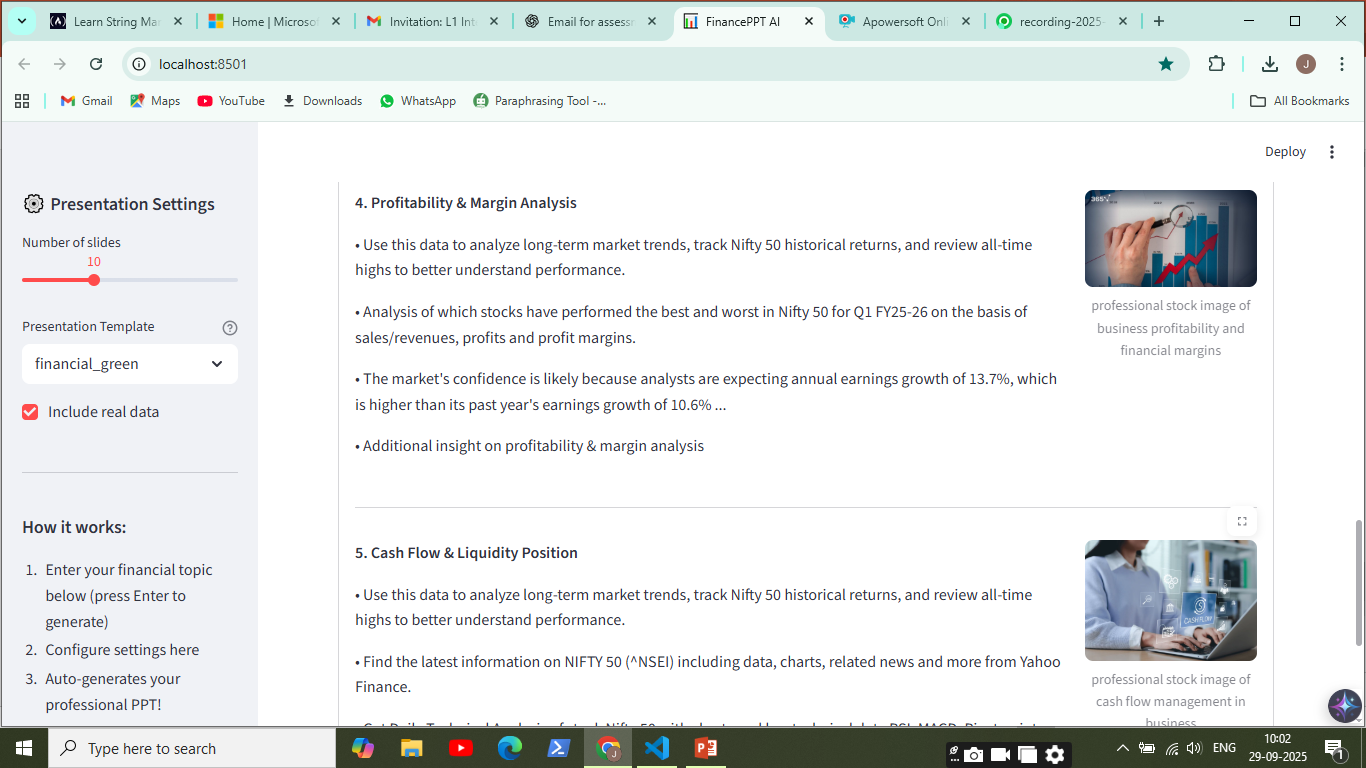 Learn String Ma
Home | Microso
Invitation: L1 Int
Email for assess
FinancePPT AI
Apowersoft Onli
recording-2025-
localhost:8501
J
Gmail
Maps
YouTube
Downloads
WhatsApp
Paraphrasing Tool -...
All Bookmarks
Deploy
Presentation Settings
Number of slides
10
Presentation Template
financial_green
Include real data
How it works:
1. Enter your financial topic
below (press Enter to
generate)
2. Configure settings here
3. Auto-generates your
professional PPT!
4. Profitability & Margin Analysis
• Use this data to analyze long-term market trends, track Nifty 50 historical returns, and review all-time
highs to better understand performance.
• Analysis of which stocks have performed the best and worst in Nifty 50 for Q1 FY25-26 on the basis of
sales/revenues, profits and profit margins.
• The market's confidence is likely because analysts are expecting annual earnings growth of 13.7%, which
is higher than its past year's earnings growth of 10.6% ...
• Additional insight on profitability & margin analysis
365
professional stock image of
business profitability and
financial margins
5. Cash Flow & Liquidity Position
• Use this data to analyze long-term market trends, track Nifty 50 historical returns, and review all-time
highs to better understand performance.
• Find the latest information on NIFTY 50 (^NSEI) including data, charts, related news and more from Yahoo
Finance.
CASH FLOW
professional stock image of
cash flow management in
business
Type here to search
ENG
10:02
29-09-2025
1